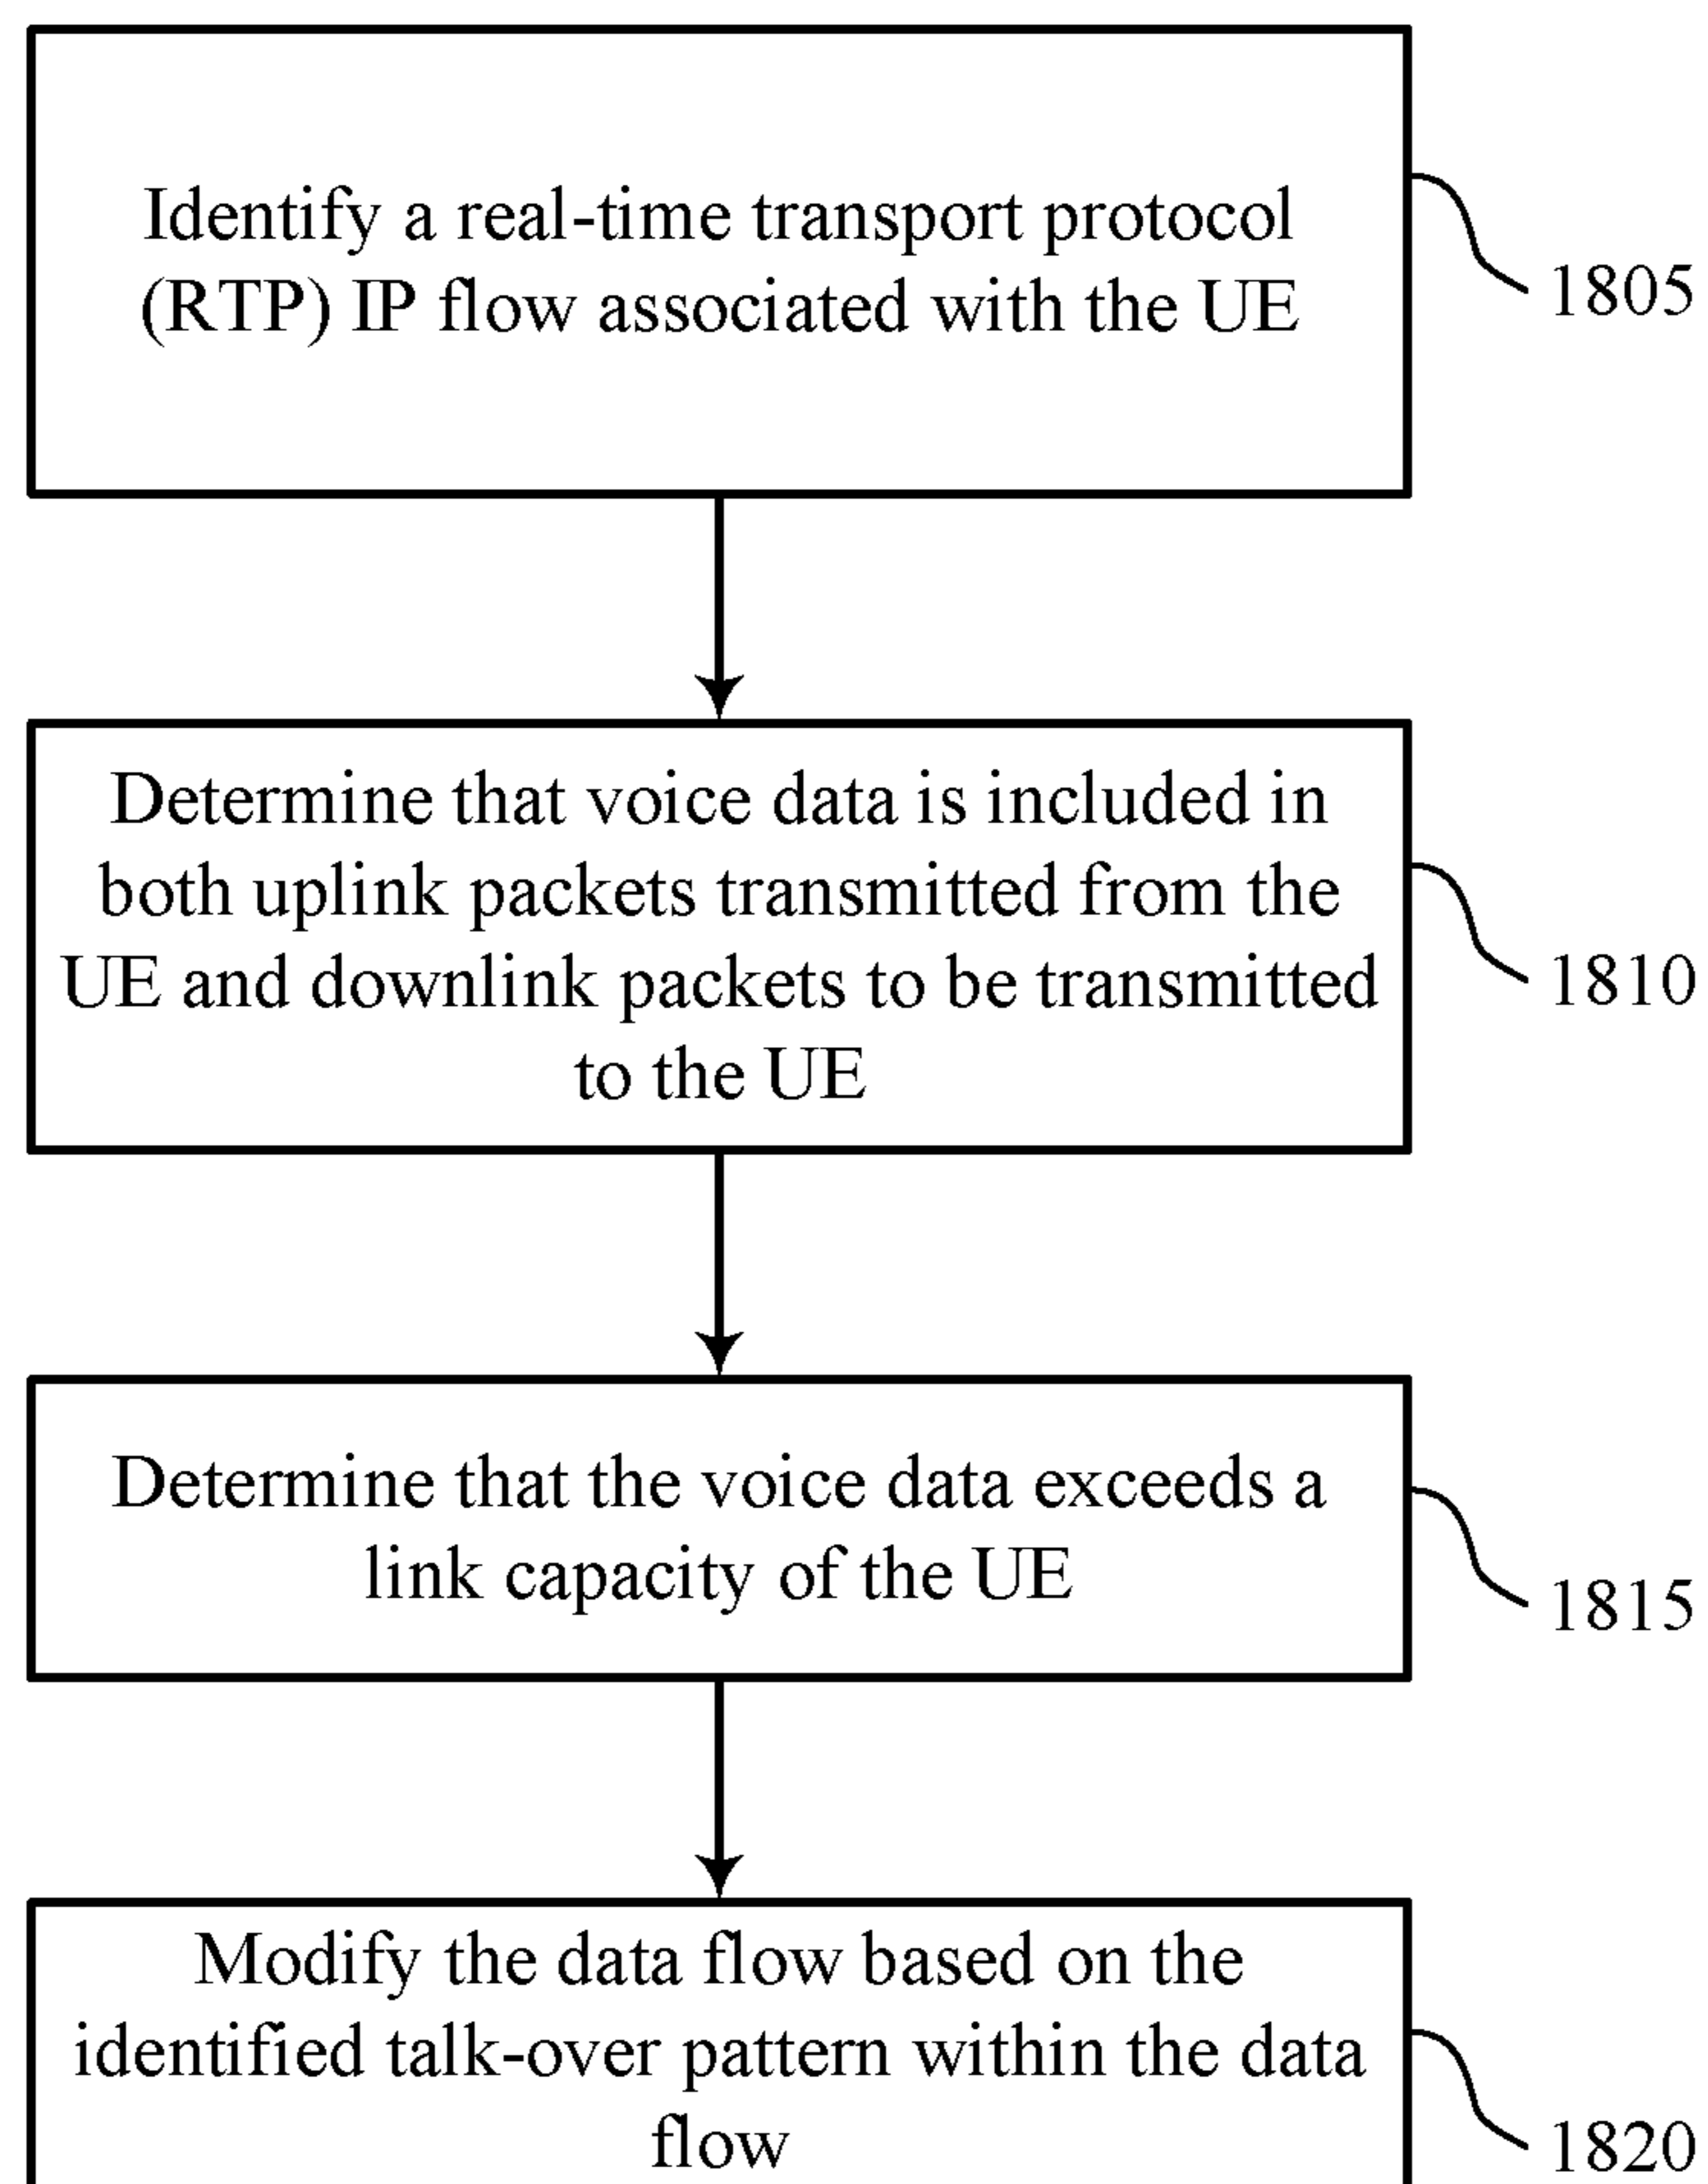 Identify a real-time transport protocol
(RTP) IP flow associated with the UE
1805
Determine that voice data is included in
both uplink packets transmitted from the
UE and downlink packets to be transmitted
to the UE
1810
Determine that the voice data exceeds a
link capacity of the UE
1815
Modify the data flow based on the
identified talk-over pattern within the data
flow
1820